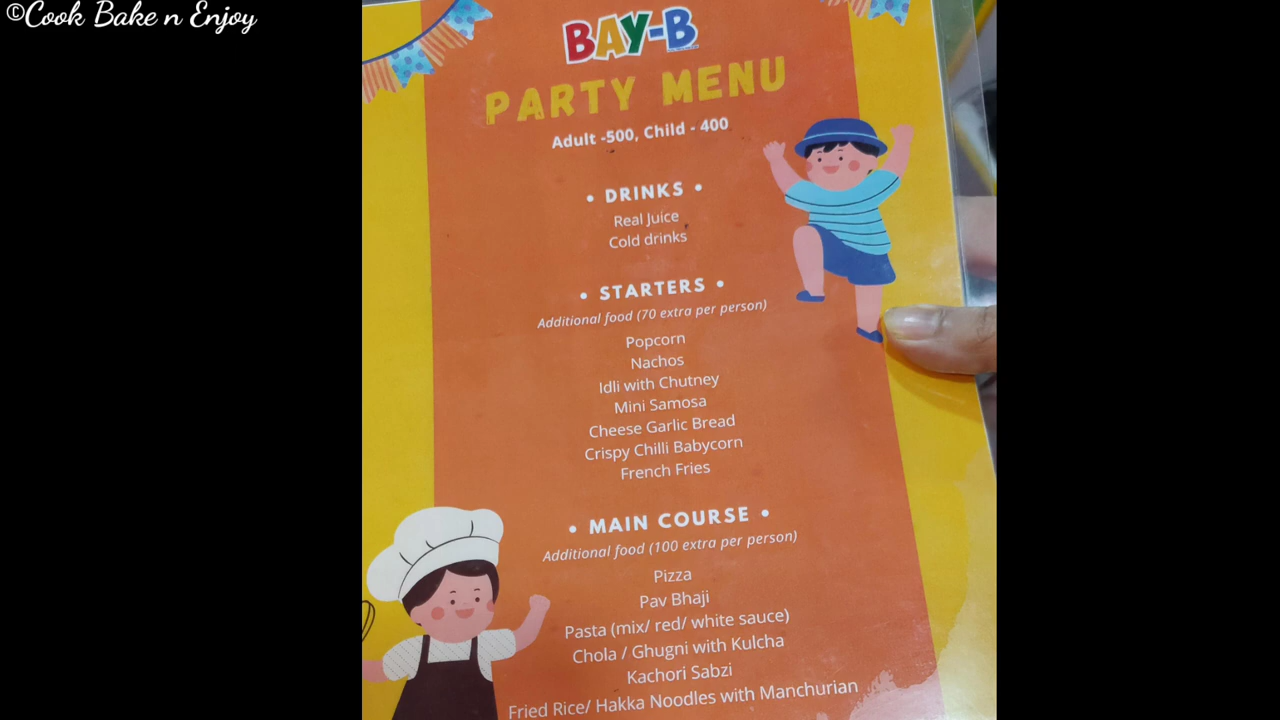 ©Cook Bake n Enjoy
BAY-B
PARTY MENU
Adult -500, Child - 400
• DRINKS •
Real Juice
Cold drinks
• STARTERS •
Additional food (70 extra per person)
Popcorn
Nachos
Idli with Chutney
Mini Samosa
Cheese Garlic Bread
Crispy Chilli Babycorn
French Fries
• MAIN COURSE •
Additional food (100 extra per person)
Pizza
Pav Bhaji
Pasta (mix/ red/ white sauce)
Chola / Ghugni with Kulcha
Kachori Sabzi
Fried Rice/ Hakka Noodles with Manchurian